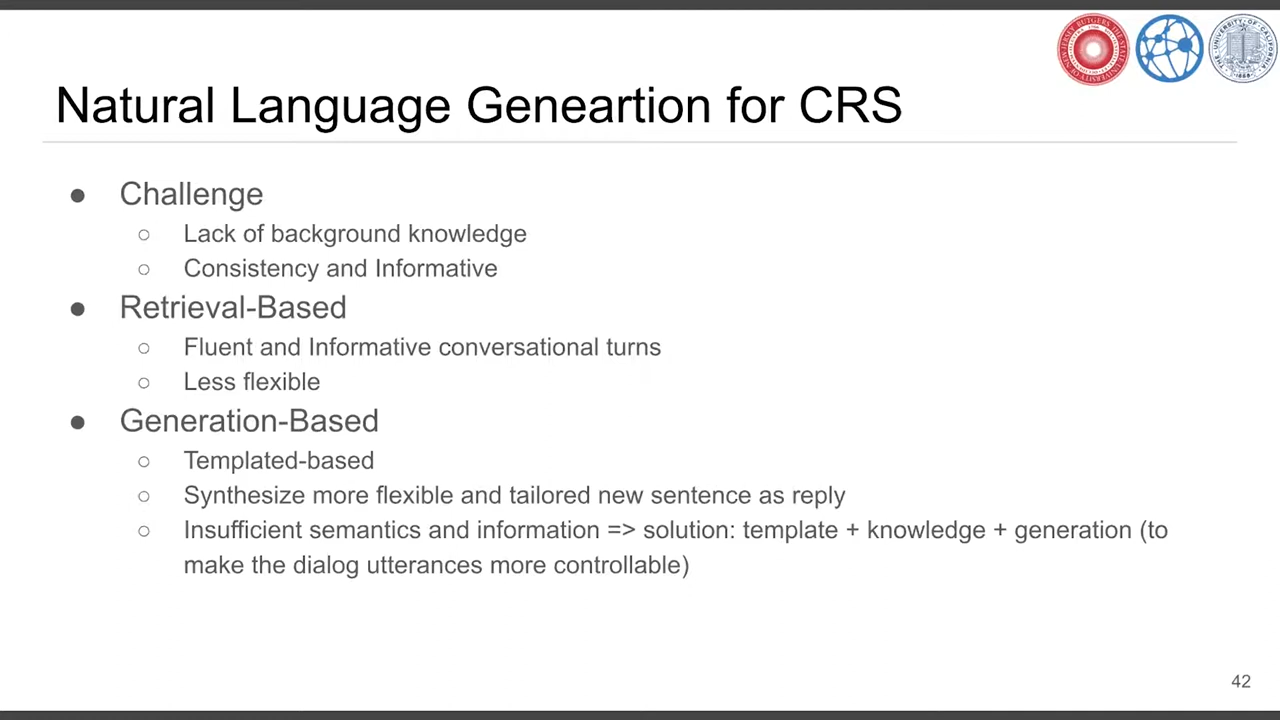 Natural Language Geneartion for CRS
● Challenge
○ Lack of background knowledge
○ Consistency and Informative
● Retrieval-Based
○ Fluent and Informative conversational turns
○ Less flexible
● Generation-Based
○ Templated-based
○ Synthesize more flexible and tailored new sentence as reply
○ Insufficient semantics and information => solution: template + knowledge + generation (to
make the dialog utterances more controllable)
42